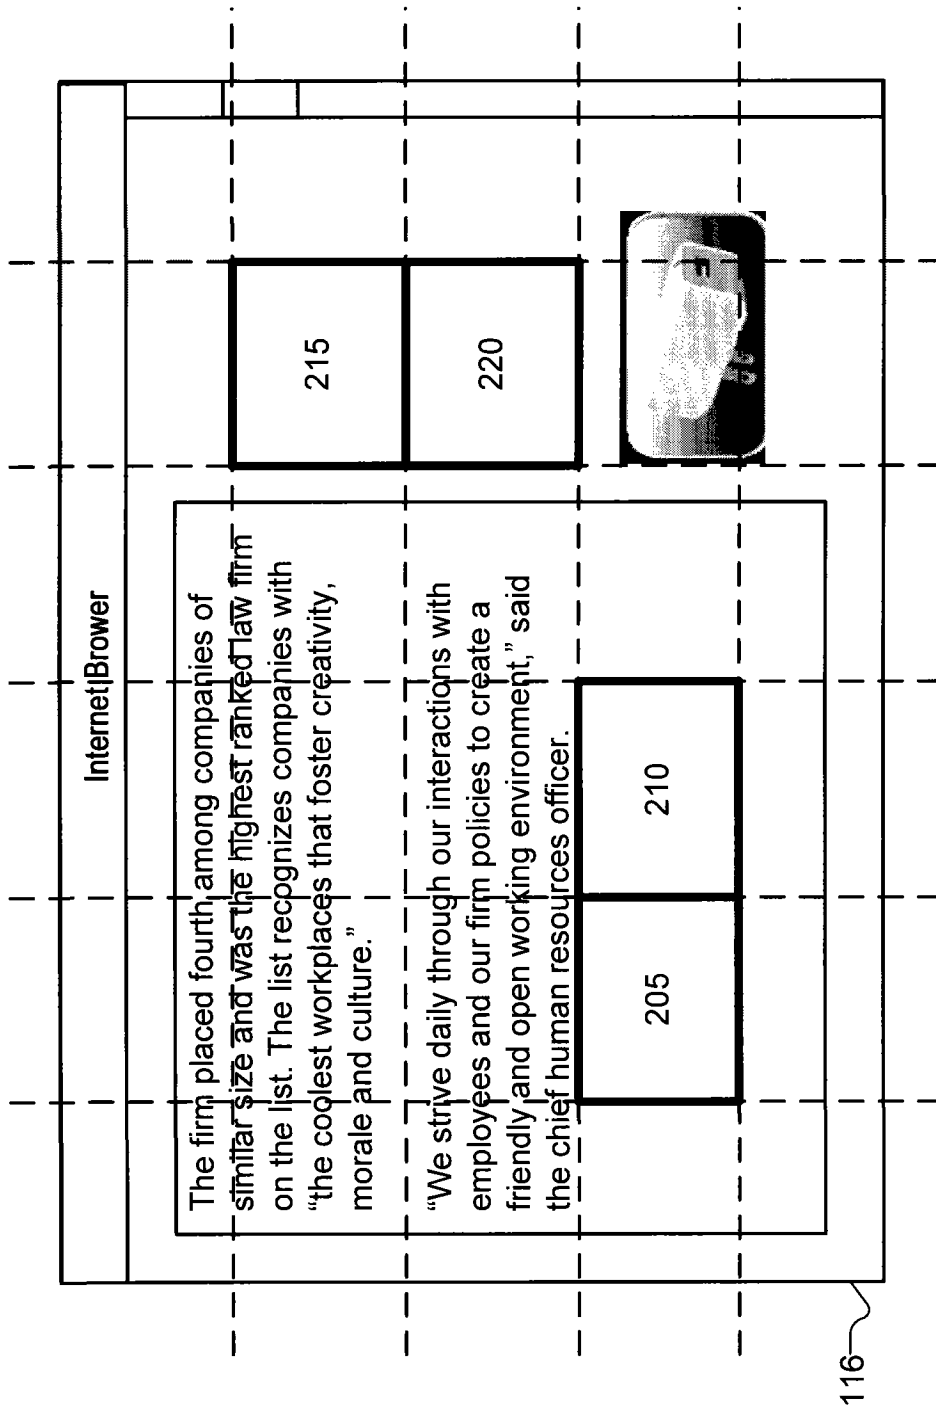 Internet|Brower
The firm placed fourth among companies of
similar size and was the highest ranked law firm
on the list. The list recognizes companies with
“the coolest workplaces that foster creativity,
morale and culture.”
“We strive daily through our interactions with
employees and our firm policies to create a
friendly and open working environment,” said
the chief human resources officer.
205
210
215
220
F
116